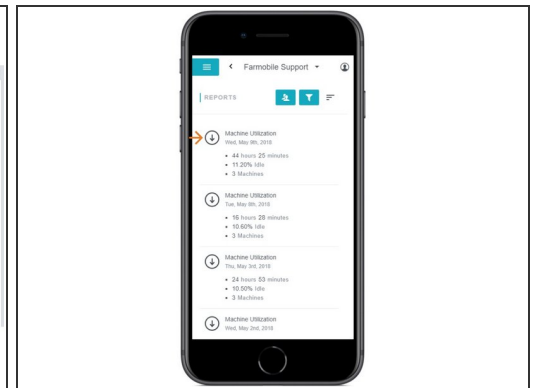 Farmobile Support
REPORTS
Machine Utilization
Wed, May 9th, 2018
• 44 hours 25 minutes
• 11.20% Idle
• 3 Machines
Machine Utilization
Tue, May 8th, 2018
• 16 hours 28 minutes
• 10.60% Idle
• 3 Machines
Machine Utilization
Thu, May 3rd, 2018
• 24 hours 53 minutes
• 10.50% Idle
• 3 Machines
Machine Utilization
Wed, May 2nd, 2018